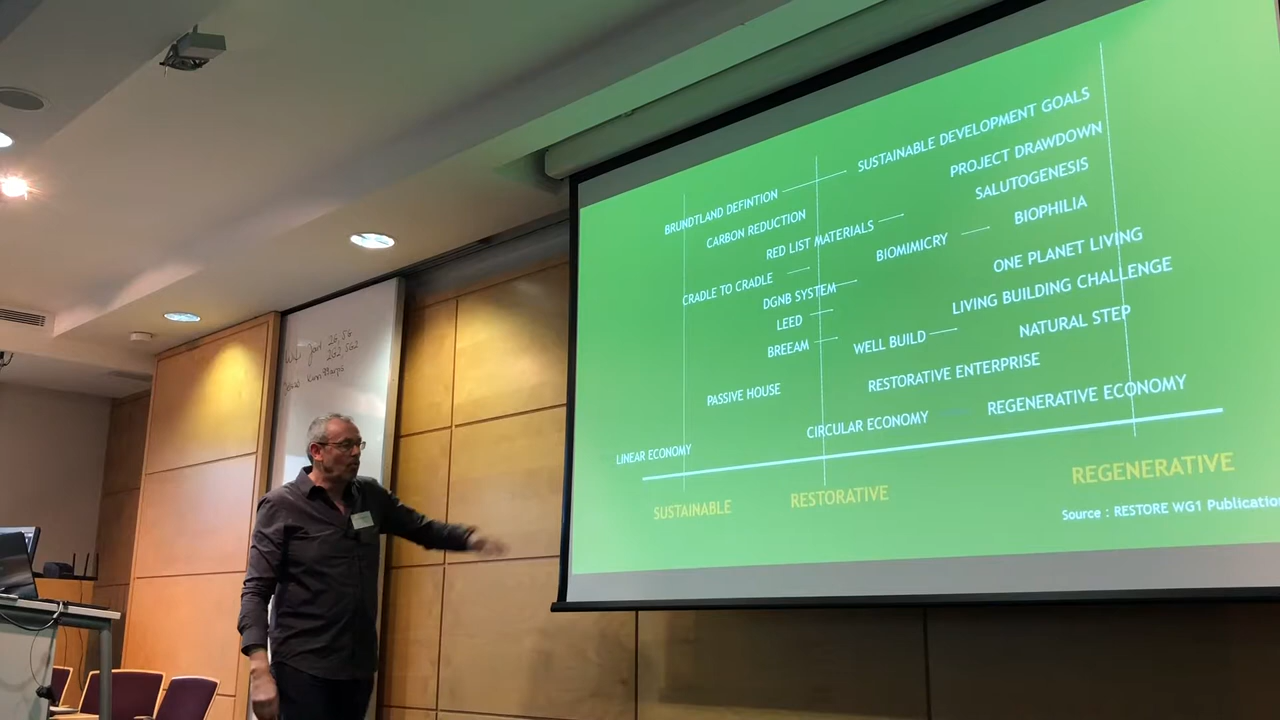 SUSTAINABLE DEVELOPMENT GOALS
PROJECT DRAWDOWN
SALUTOGENESIS
BRUNDTLAND DEFINTION
CARBON REDUCTION
BIOPHILIA
RED LIST MATERIALS
BIOMIMICRY
ONE PLANET LIVING
CRADLE TO CRADLE
DGNB SYSTEM
LIVING BUILDING CHALLENGE
LEED
NATURAL STEP
BREEAM
WELL BUILD
PASSIVE HOUSE
RESTORATIVE ENTERPRISE
CIRCULAR ECONOMY
REGENERATIVE ECONOMY
LINEAR ECONOMY
SUSTAINABLE
RESTORATIVE
REGENERATIVE
Source : RESTORE WG1 Publication